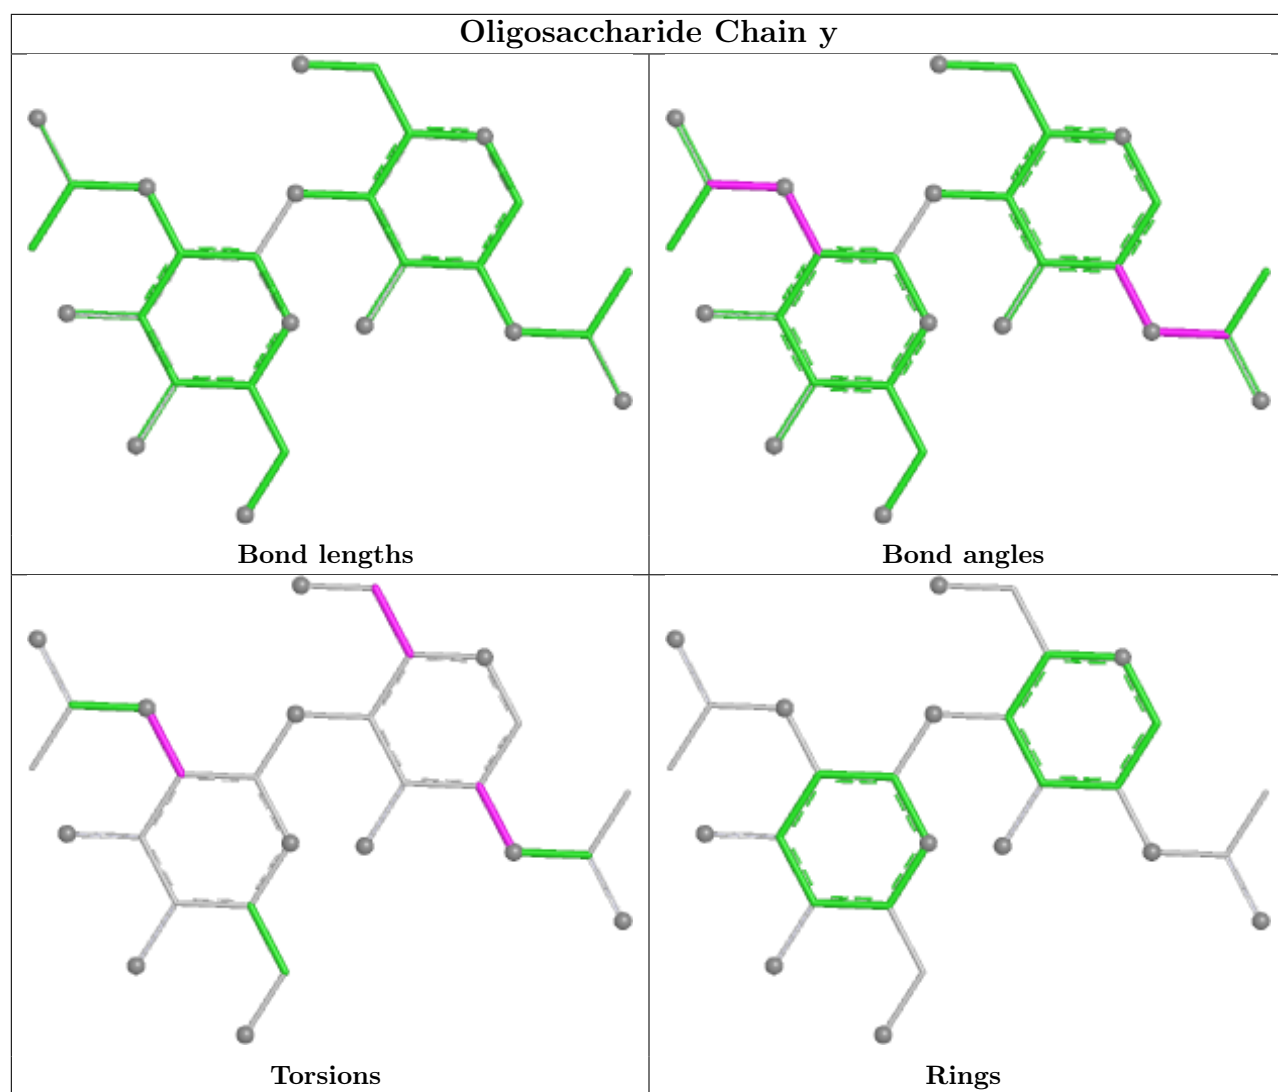 Oligosaccharide Chain y
Bond lengths
Bond angles
Torsions
Rings